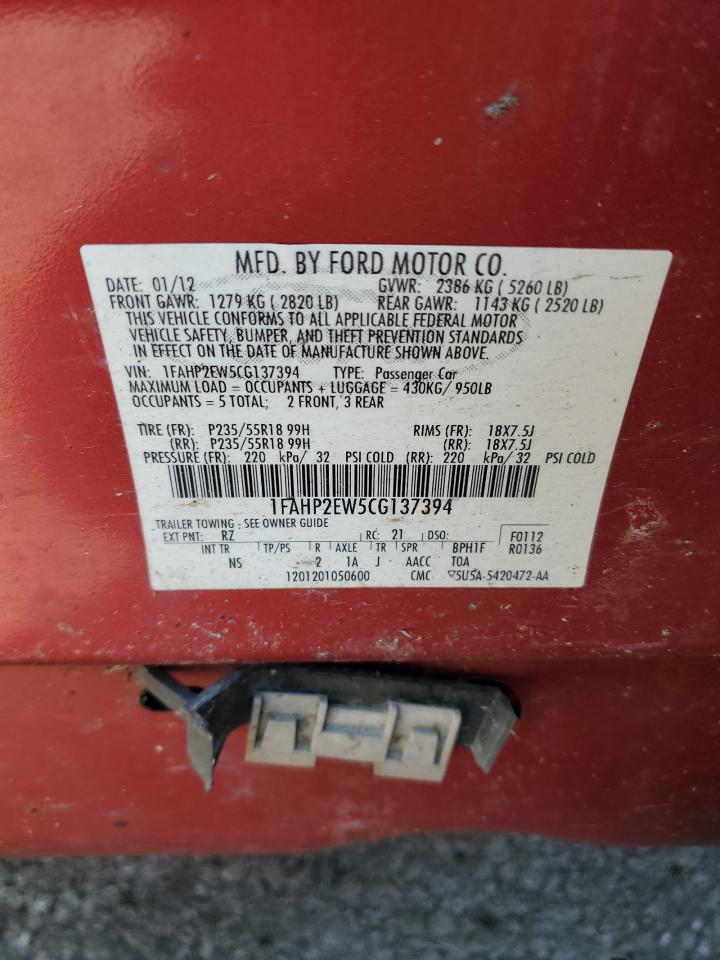 MFD. BY FORD MOTOR CO.
DATE: 01/12 GVWR: 2386 KG ( 5260 LB)
FRONT GAWR: 1279 KG ( 2820 LB) REAR GAWR: 1143 KG ( 2520 LB)
THIS VEHICLE CONFORMS TO ALL APPLICABLE FEDERAL MOTOR
VEHICLE SAFETY, BUMPER, AND THEFT PREVENTION STANDARDS
IN EFFECT ON THE DATE OF MANUFACTURE SHOWN ABOVE.
VIN: 1FAHP2EW5CG137394 TYPE: Passenger Car
MAXIMUM LOAD = OCCUPANTS + LUGGAGE = 430KG/ 950LB
OCCUPANTS = 5 TOTAL: 2 FRONT, 3 REAR
TIRE (FR): P235/55R18 99H RIMS (FR): 18X7.5J
(RR): P235/55R18 99H (RR): 18X7.5J
PRESSURE (FR): 220 kPa/ 32 PSI COLD (RR): 220 kPa/ 32 PSI COLD
1FAHP2EW5CG137394
TRAILER TOWING - SEE OWNER GUIDE
EXT PNT: RZ RC: 21 DSO: F0112
INT TR TP/PS R AXLE TR SPR BPH1F R0136
NS 2 1A J AACC TOA
1201201050600 CMC ▽5U5A-5420472-AA